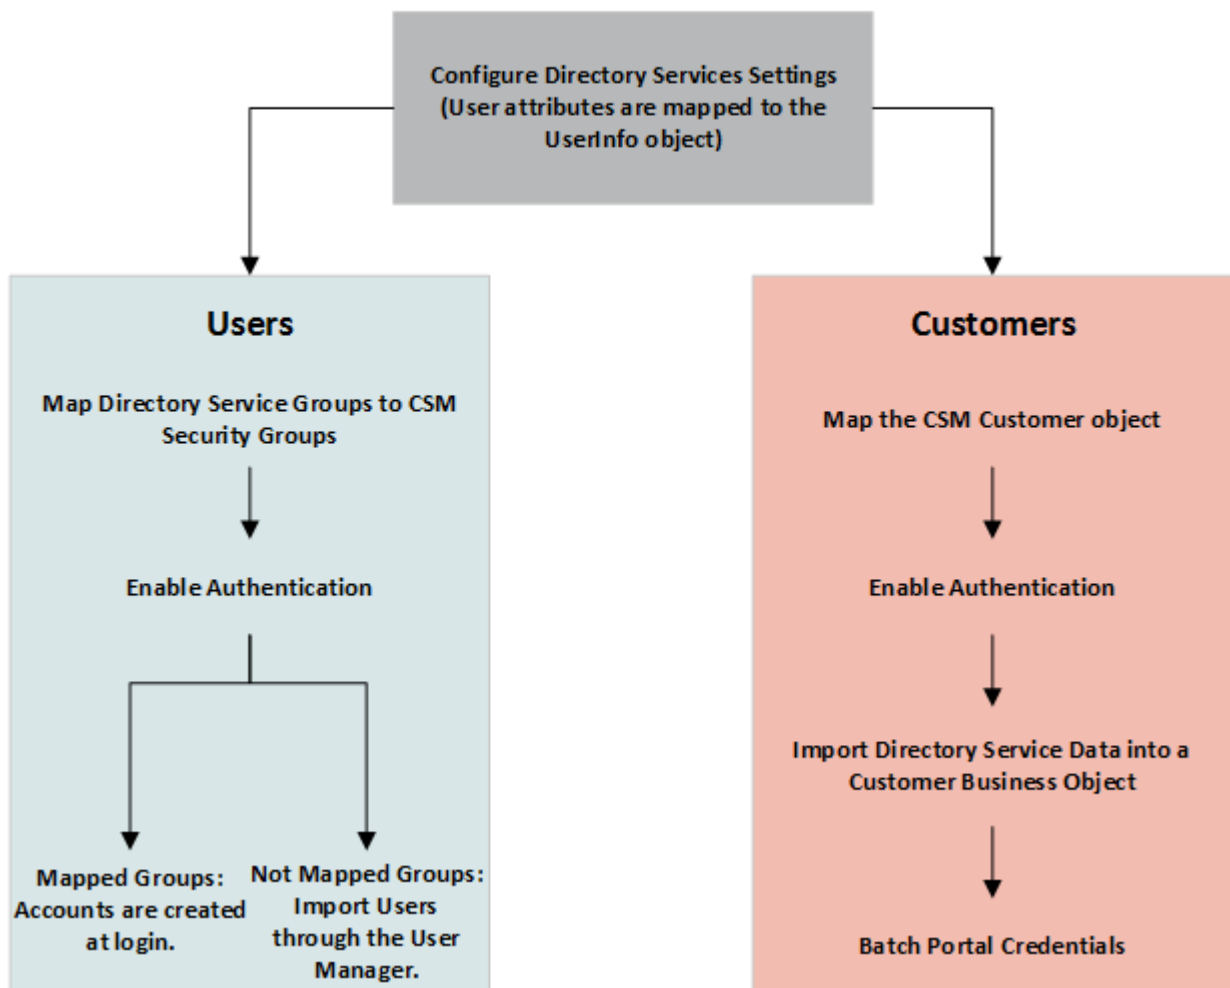 Configure Directory Services Settings
(User attributes are mapped to the
UserInfo object)
Users
Map Directory Service Groups to CSM
Security Groups
Enable Authentication
Mapped Groups:
Accounts are created
at login.
Not Mapped Groups:
Import Users
through the User
Manager.
Customers
Map the CSM Customer object
Enable Authentication
Import Directory Service Data into a
Customer Business Object
Batch Portal Credentials